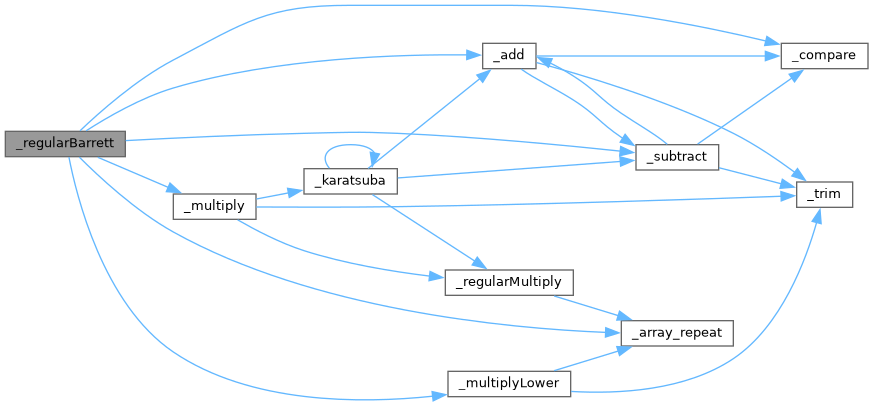 _regularBarrett
_multiply
_karatsuba
_add
_regularMultiply
_multiplyLower
_subtract
_array_repeat
_compare
_trim